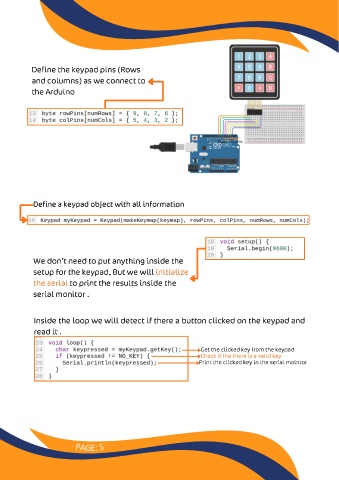 Define the keypad pins (Rows
and columns) as we connect to
the Arduino
13 byte rowPins[numRows] = { 9, 8, 7, 6 };
14 byte colPins[numCols] = { 5, 4, 3, 2 };
Define a keypad object with all information
16 Keypad myKeypad = Keypad(makeKeymap(keymap), rowPins, colPins, numRows, numCols);
18 void setup() {
19 Serial.begin(9600);
20 }
We don't need to put anything inside the
setup for the keypad, But we will initialize
the serial to print the results inside the
serial monitor .
Inside the loop we will detect if there a button clicked on the keypad and
read it .
23 void loop() {
24 char keypressed = myKeypad.getKey(); Get the clicked key from the keypad
25 if (keypressed != NO_KEY) { Check if the there is a valid key
26 Serial.println(keypressed); Print the clicked key in the serial mointor
27 }
28 }
PAGE: 5